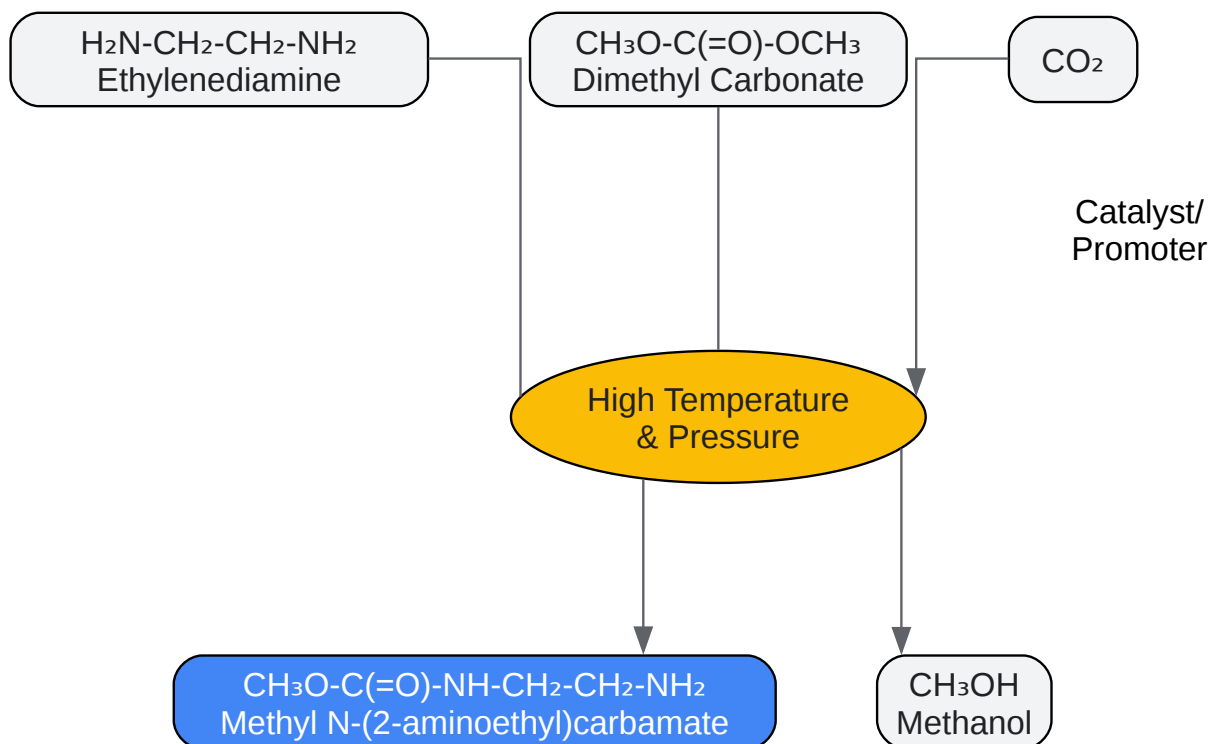 H₂N-CH₂-CH₂-NH₂
Ethylenediamine
CH₃O-C(=O)-OCH₃
Dimethyl Carbonate
CO₂
Catalyst/
Promoter
High Temperature
& Pressure
CH₃O-C(=O)-NH-CH₂-CH₂-NH₂
Methyl N-(2-aminoethyl)carbamate
CH₃OH
Methanol